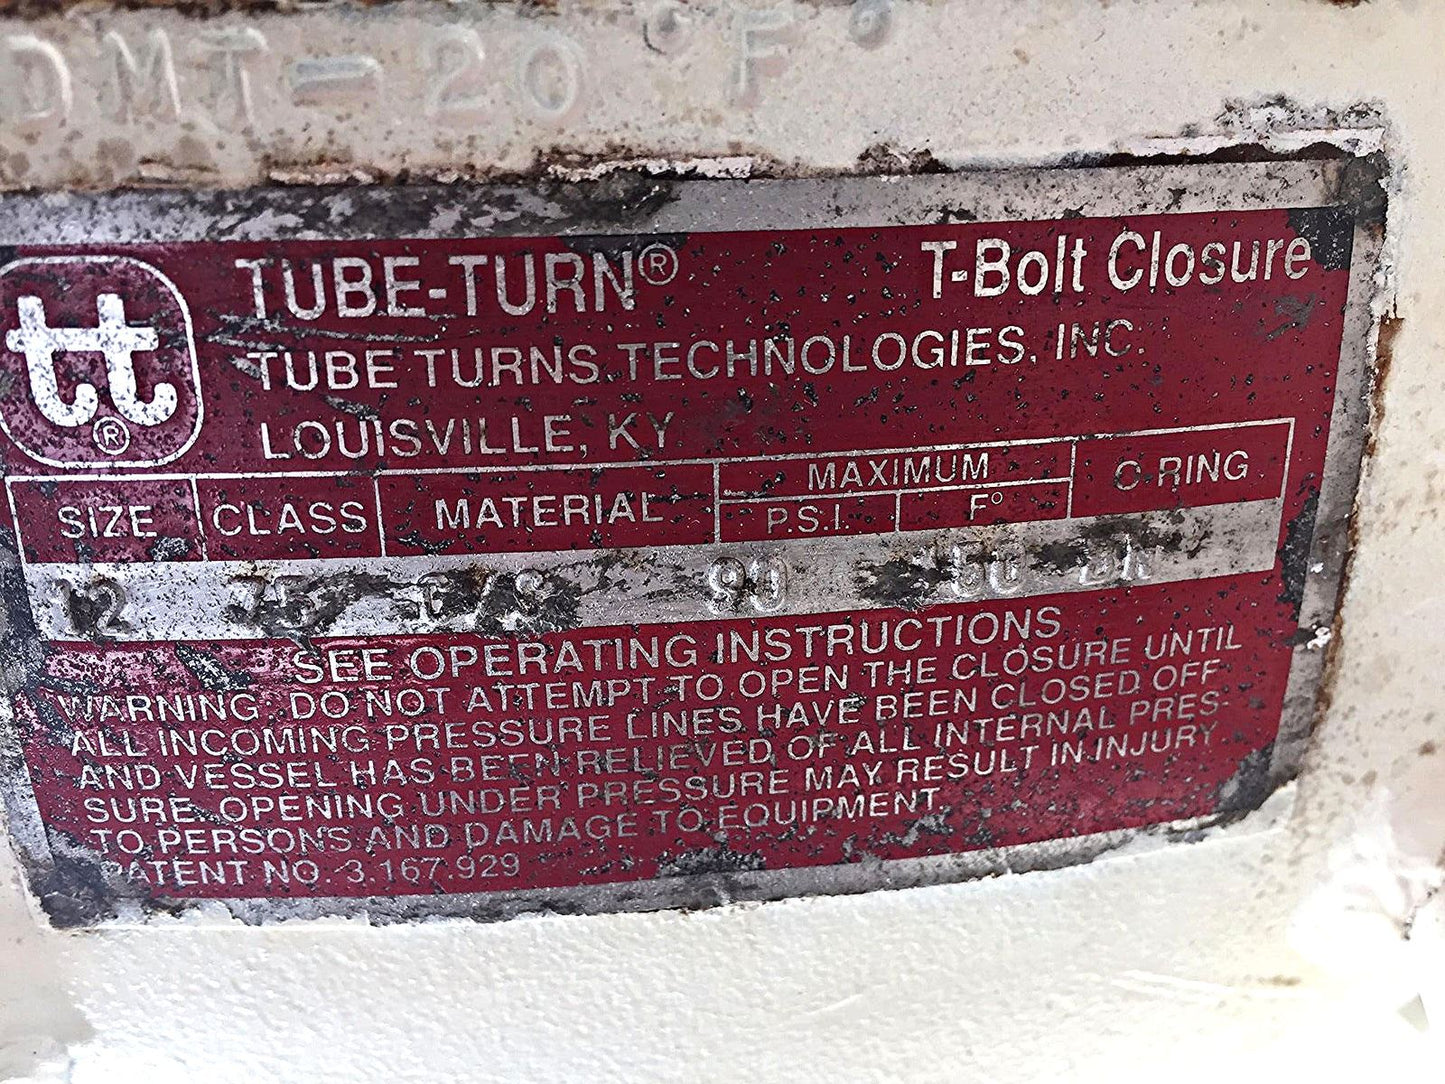 DMT-20°F°
tt
®
TUBE-TURN® T-Bolt Closure
TUBE TURNS TECHNOLOGIES, INC.
LOUISVILLE, KY
SIZE CLASS MATERIAL MAXIMUM O-RING
P.S.I. F°
12 75 C/S 90
SEE OPERATING INSTRUCTIONS
WARNING: DO NOT ATTEMPT TO OPEN THE CLOSURE UNTIL
ALL INCOMING PRESSURE LINES HAVE BEEN CLOSED OFF
AND VESSEL HAS BEEN RELIEVED OF ALL INTERNAL PRES-
SURE. OPENING UNDER PRESSURE MAY RESULT IN INJURY
TO PERSONS AND DAMAGE TO EQUIPMENT.
PATENT NO. 3.167.929